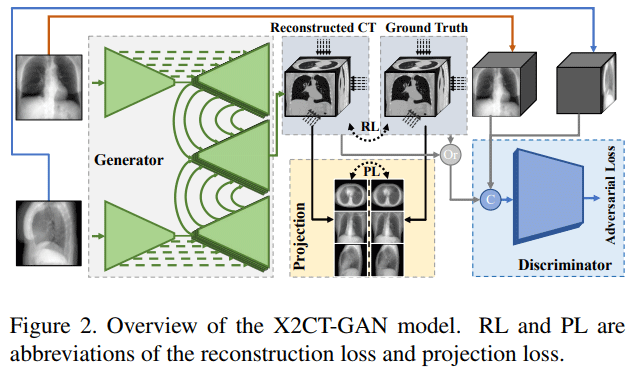 Reconstructed CT
Ground Truth
RL
Generator
Or
PL
Projection
C
Adversarial Loss
Discriminator
Figure 2. Overview of the X2CT-GAN model. RL and PL are
abbreviations of the reconstruction loss and projection loss.